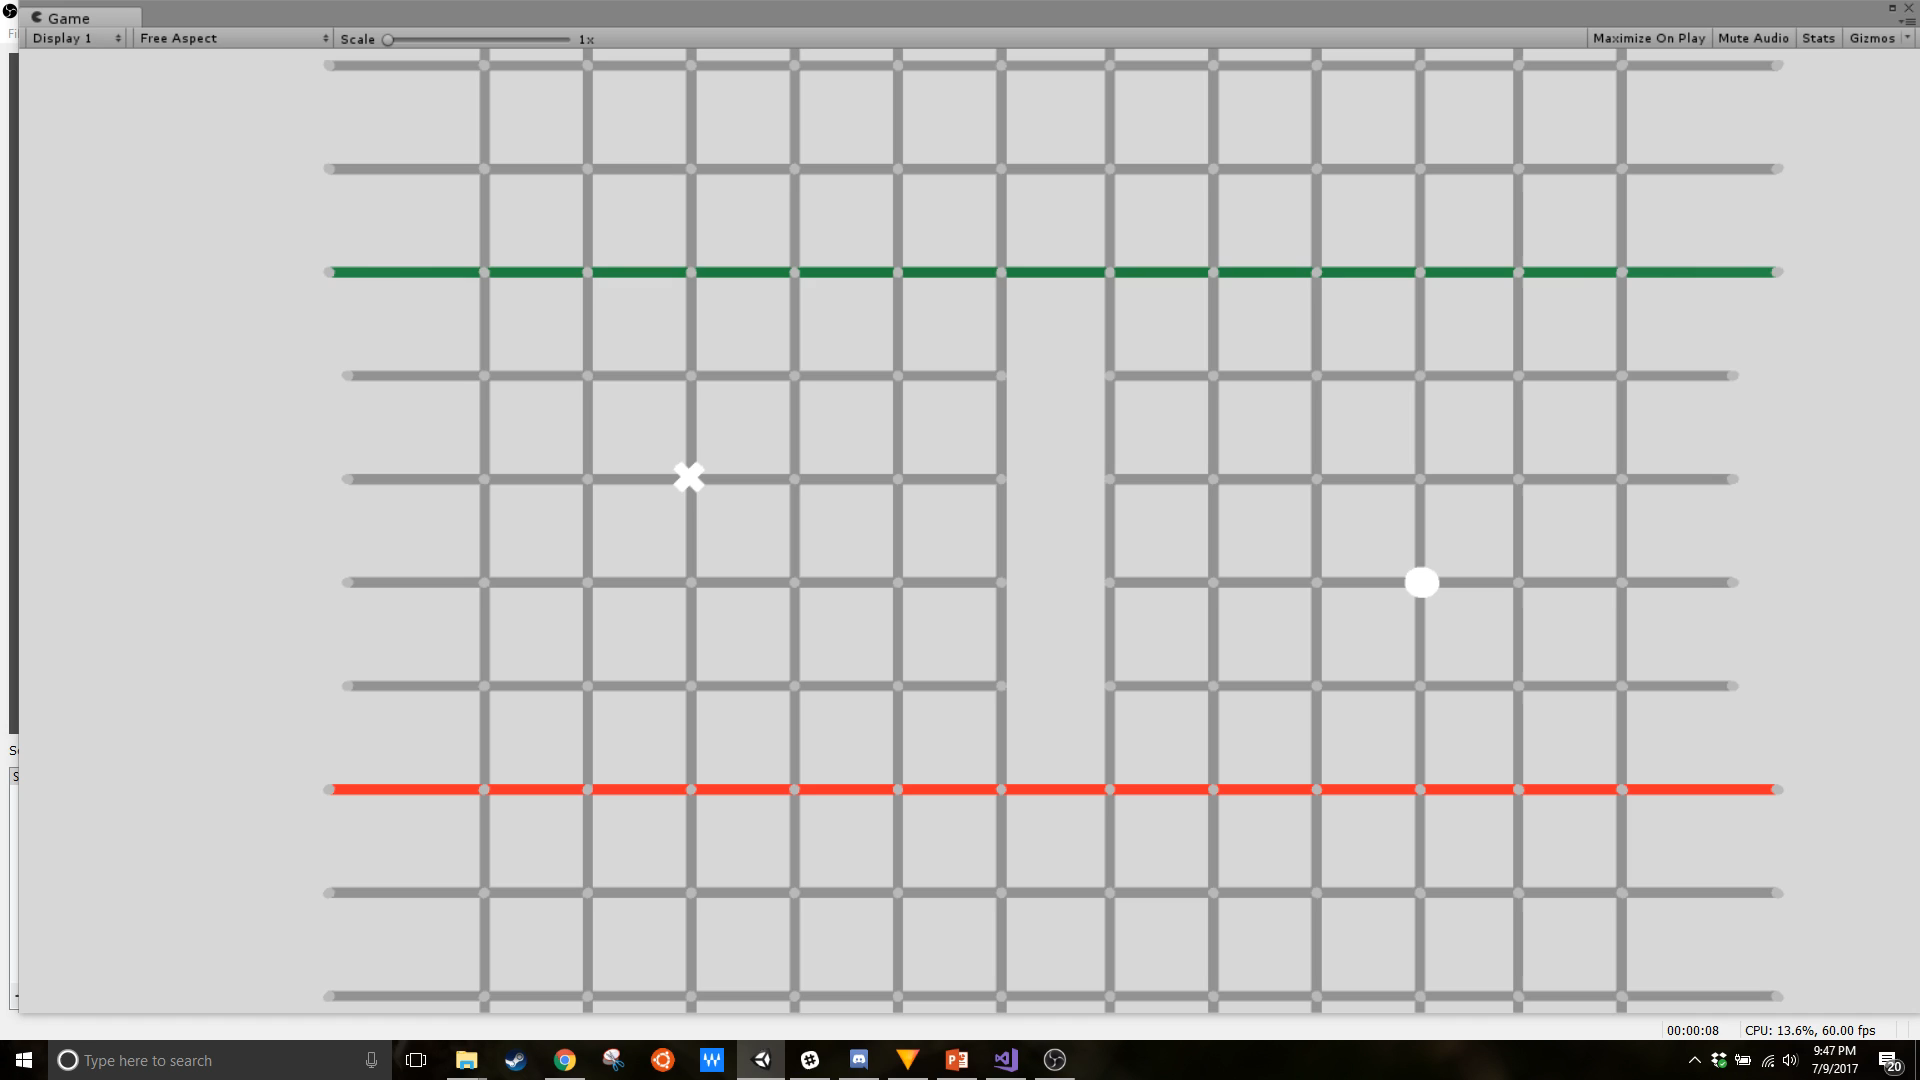 Game
Fi
Display 1
Free Aspect
Scale
1x
Maximize On Play
Mute Audio
Stats
Gizmos
00:00:08
CPU: 13.6%, 60.00 fps
Type here to search
9:47 PM
7/9/2017
20